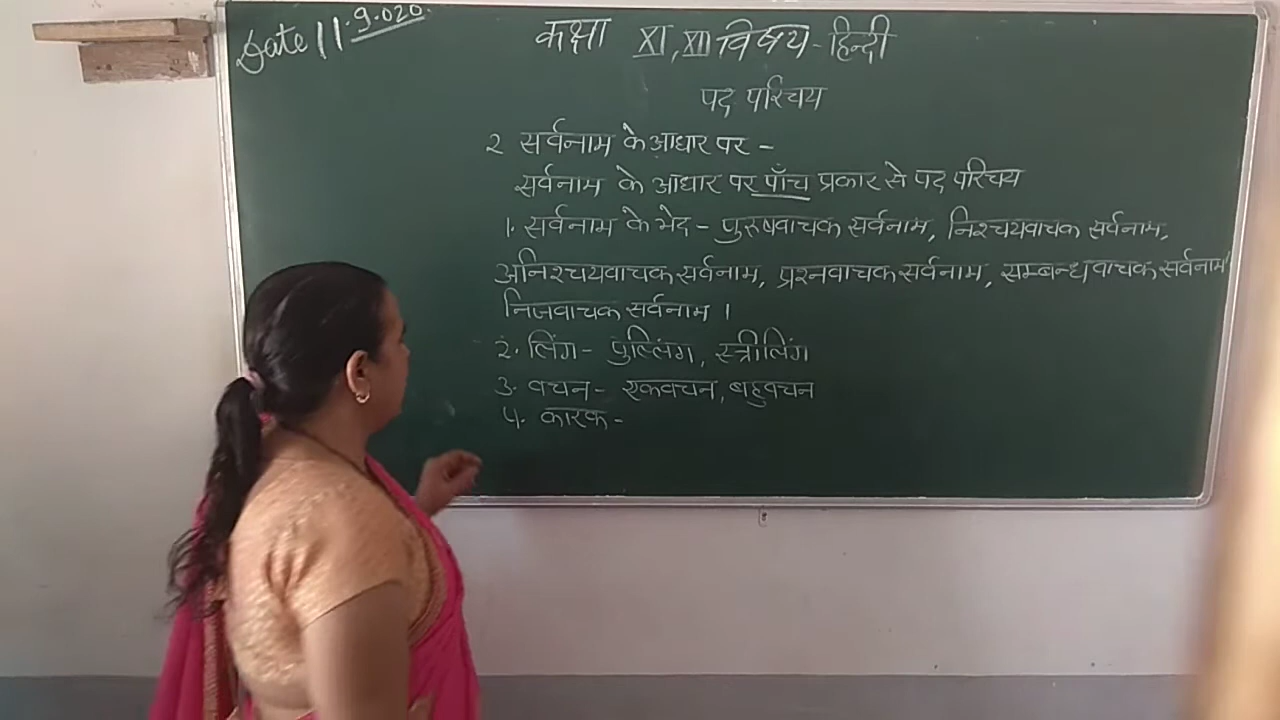 Date 11.9.020.
कक्षा XI, XII विषय - हिन्दी
पद परिचय
२ सर्वनाम के आधार पर -
सर्वनाम के आधार पर पाँच प्रकार से पद परिचय
1. सर्वनाम के भेद - पुरुषवाचक सर्वनाम, निश्चयवाचक सर्वनाम,
अनिश्चयवाचक सर्वनाम, प्रश्नवाचक सर्वनाम, सम्बन्धवाचक सर्वनाम
निजवाचक सर्वनाम ।
2. लिंग - पुल्लिंग, स्त्रीलिंग
3. वचन - एकवचन, बहुवचन
4. कारक -